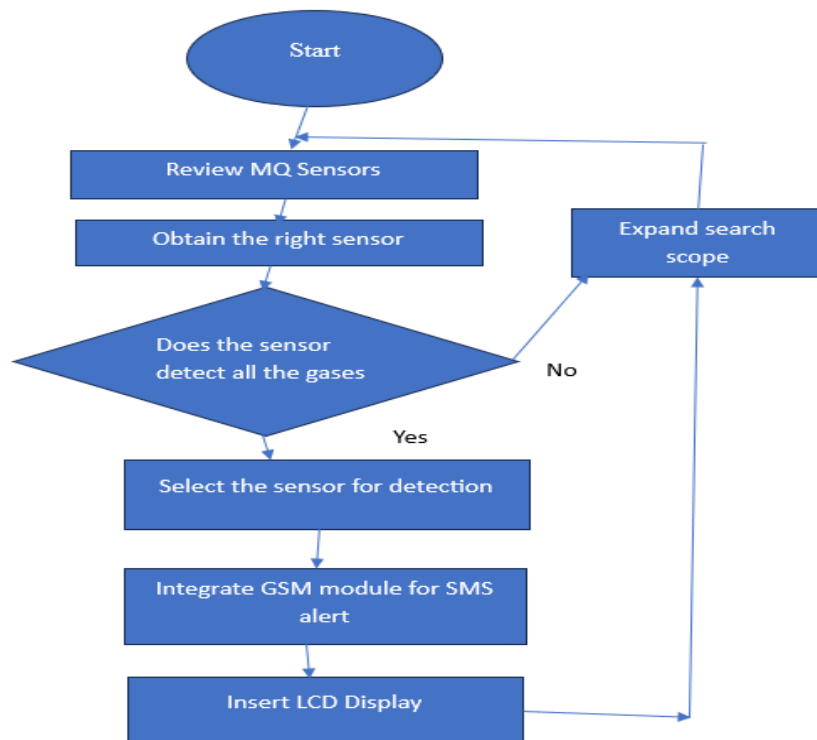 Start
Review MQ Sensors
Obtain the right sensor
Expand search
scope
Does the sensor
detect all the gases
No
Yes
Select the sensor for detection
Integrate GSM module for SMS
alert
Insert LCD Display